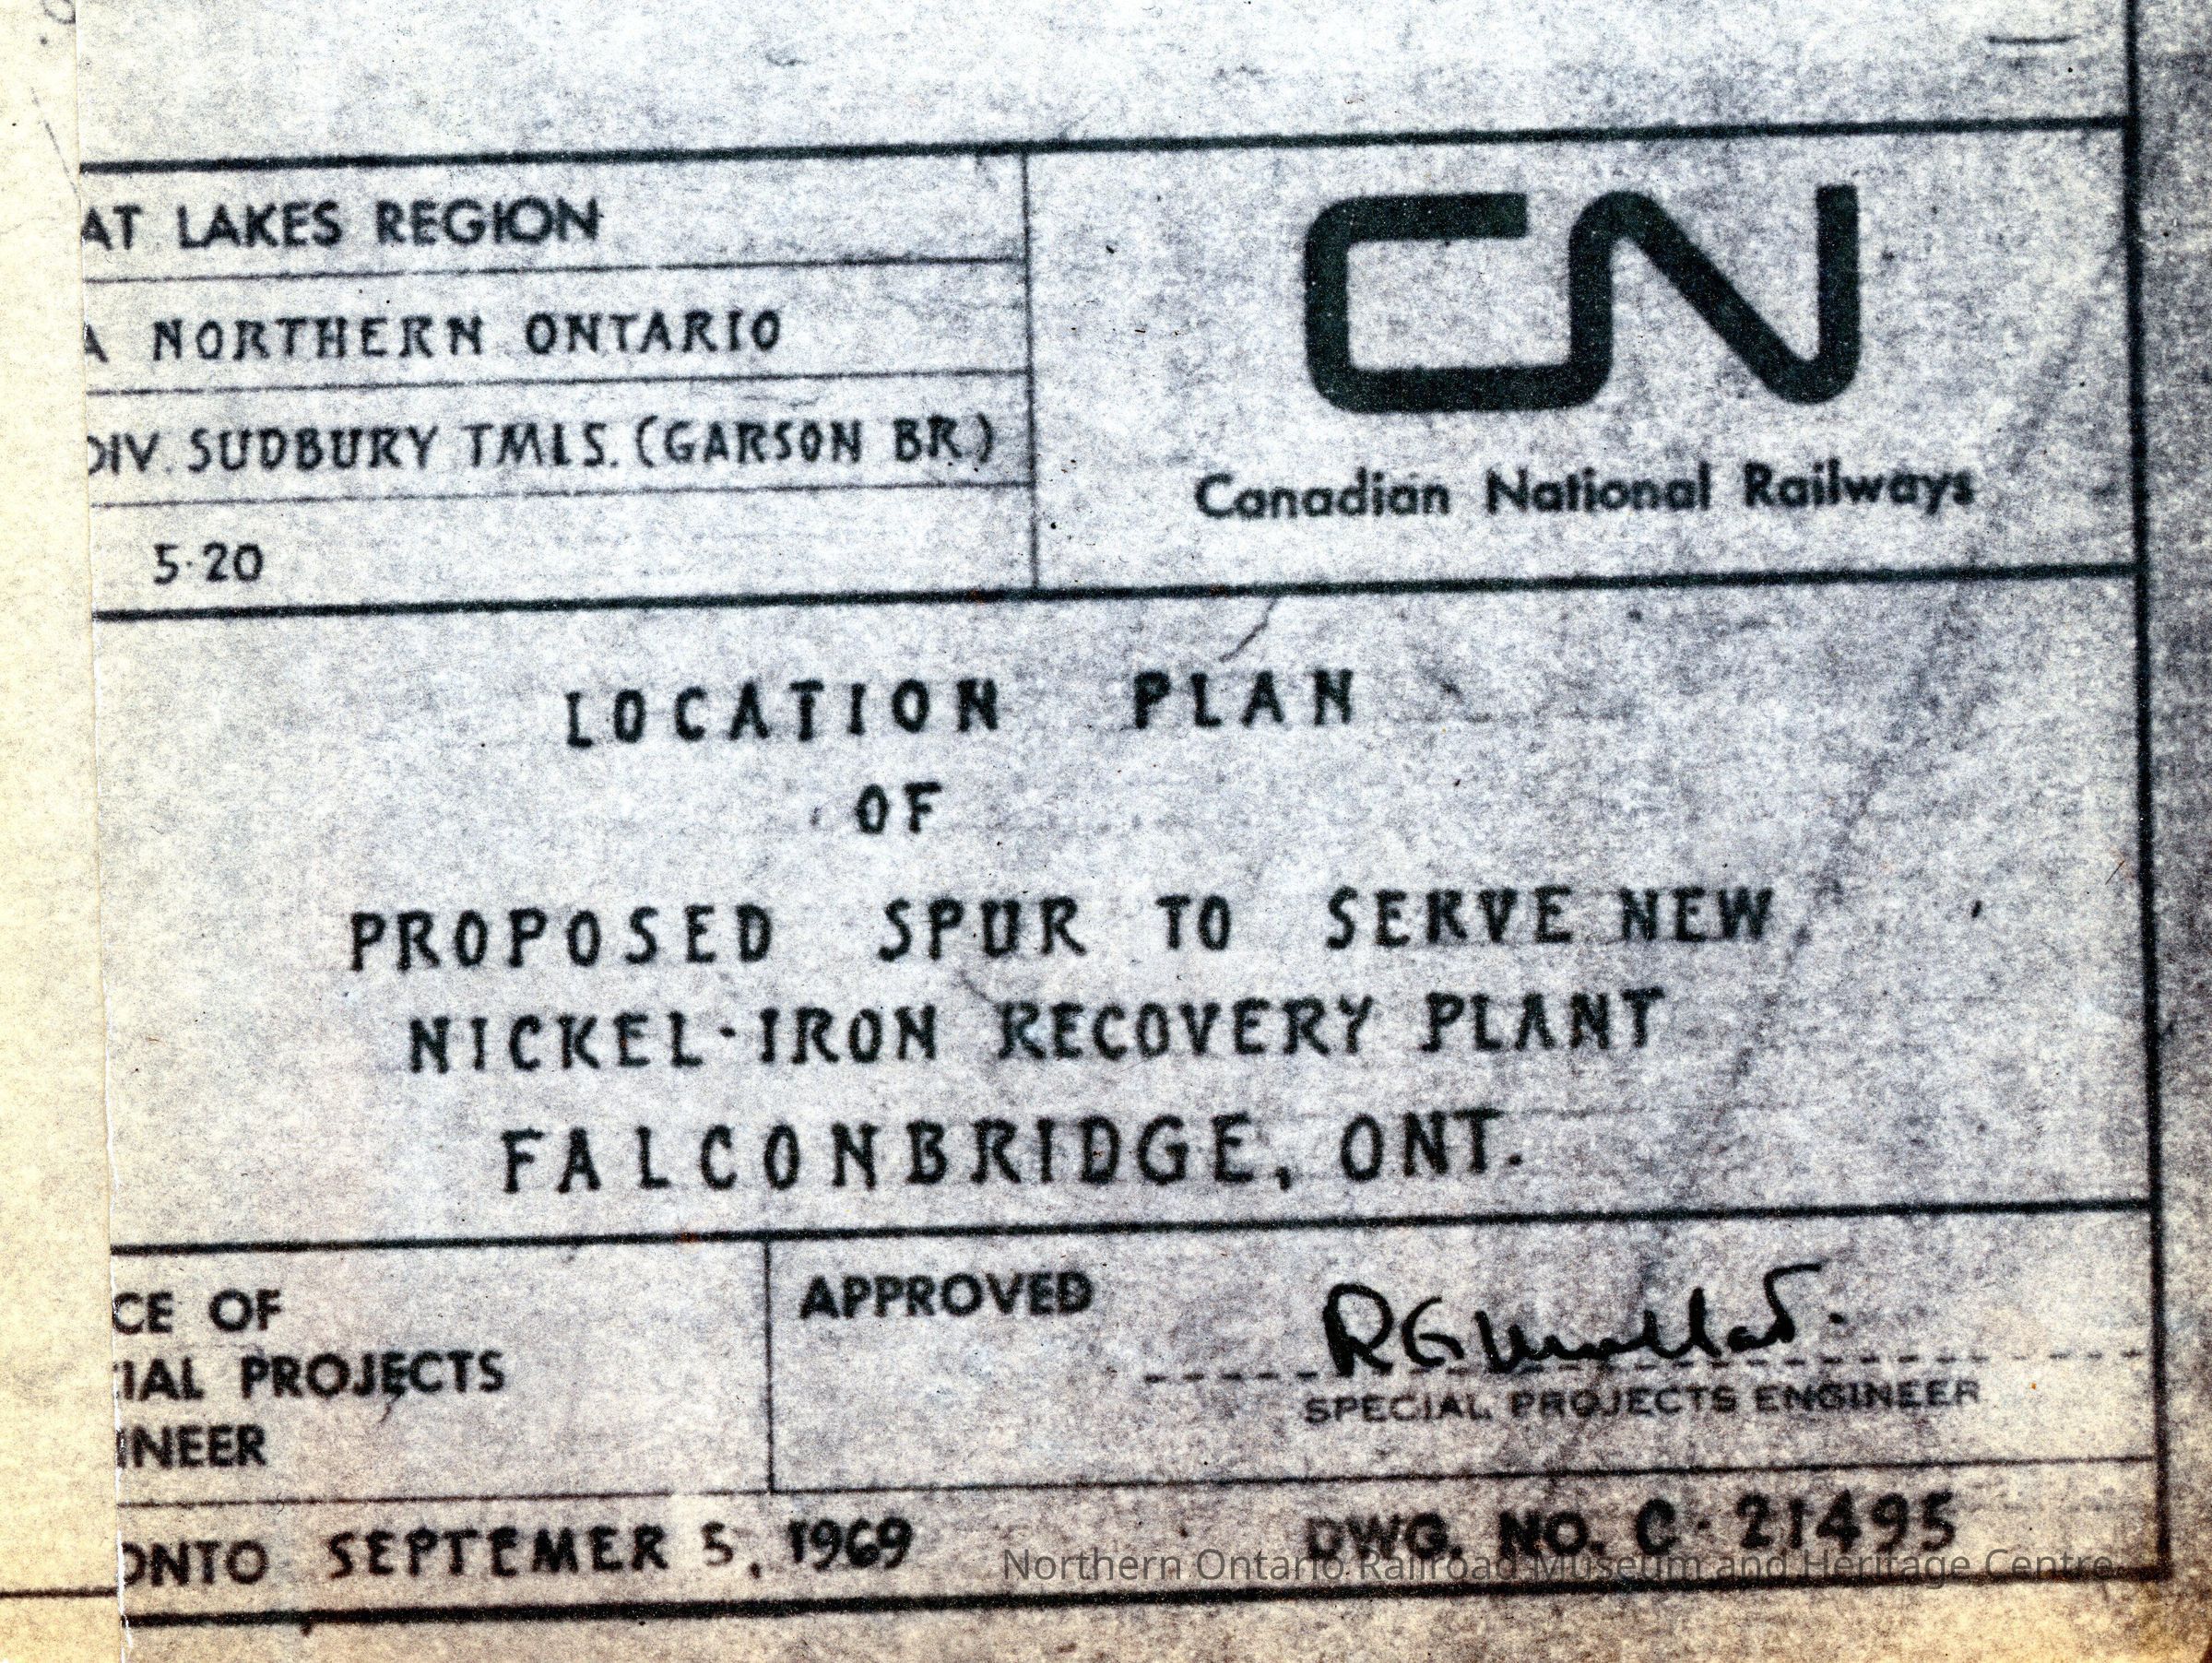 AT LAKES REGION
A NORTHERN ONTARIO
DIV. SUDBURY TMLS. (GARSON BR.)
5.20
CN
Canadian National Railways
LOCATION PLAN
OF
PROPOSED SPUR TO SERVE NEW
NICKEL-IRON RECOVERY PLANT
FALCONBRIDGE, ONT.
CE OF
IAL PROJECTS
INEER
APPROVED
SPECIAL PROJECTS ENGINEER
ONTO SEPTEMER 5, 1969
DWG. NO. C-21495
Northern Ontario Railroad Museum and Heritage Centre